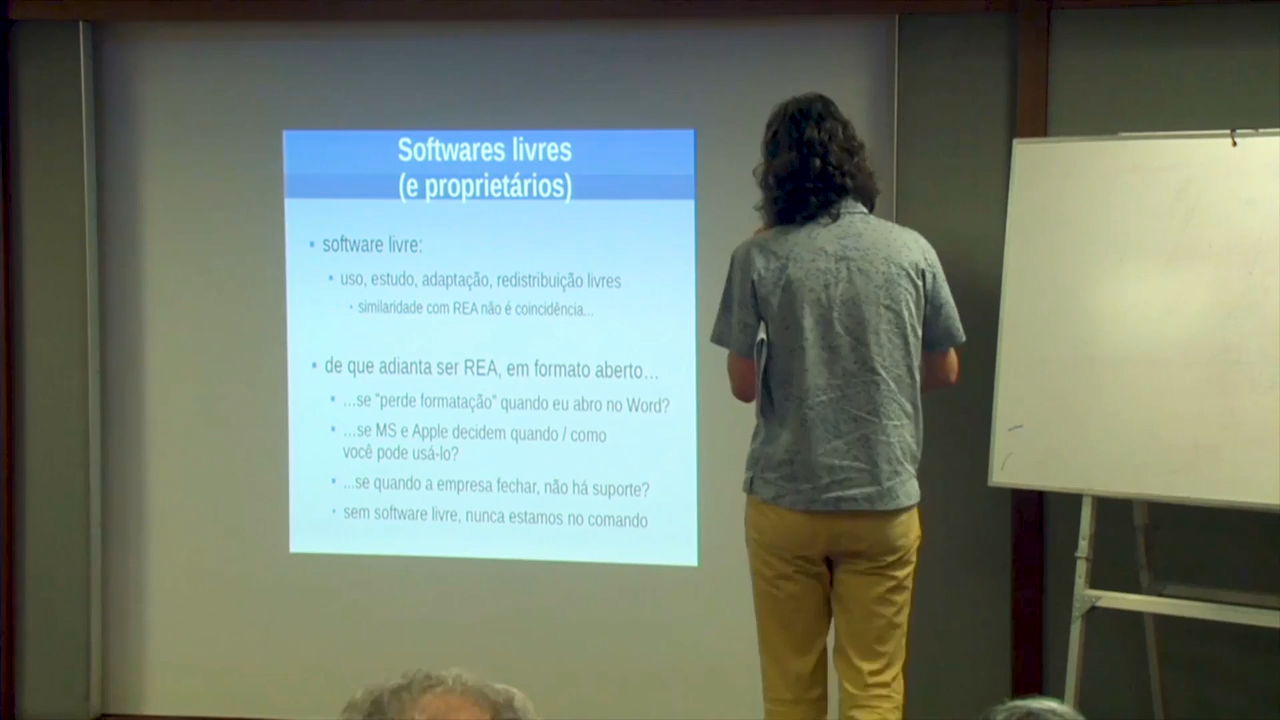 Softwares livres
(e proprietários)
software livre:
uso, estudo, adaptação, redistribuição livres
similaridade com REA não é coincidência...
de que adianta ser REA, em formato aberto...
...se "perde formatação" quando eu abro no Word?
...se MS e Apple decidem quando / como
você pode usá-lo?
...se quando a empresa fechar, não há suporte?
sem software livre, nunca estamos no comando